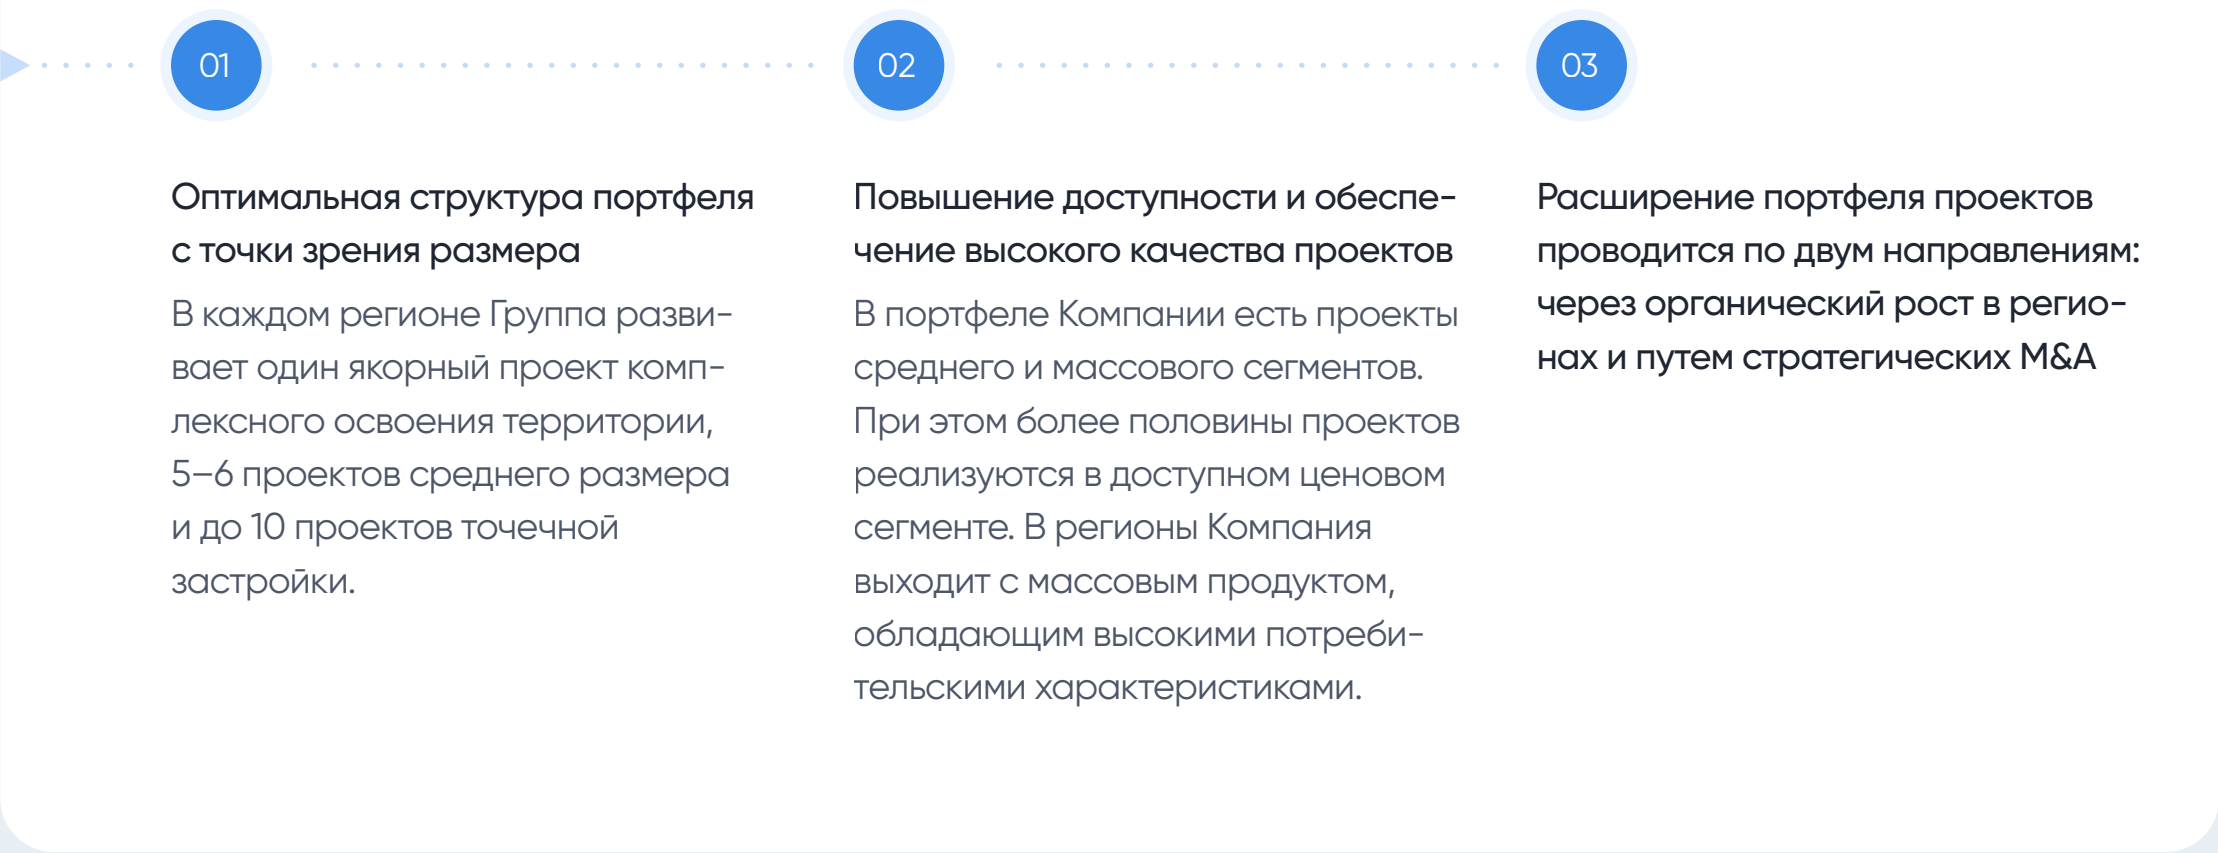 01
Оптимальная структура портфеля
с точки зрения размера
В каждом регионе Группа разви-
вает один якорный проект комп-
лексного освоения территории,
5–6 проектов среднего размера
и до 10 проектов точечной
застройки.
02
Повышение доступности и обеспе-
чение высокого качества проектов
В портфеле Компании есть проекты
среднего и массового сегментов.
При этом более половины проектов
реализуются в доступном ценовом
сегменте. В регионы Компания
выходит с массовым продуктом,
обладающим высокими потреби-
тельскими характеристиками.
03
Расширение портфеля проектов
проводится по двум направлениям:
через органический рост в регио-
нах и путем стратегических M&A